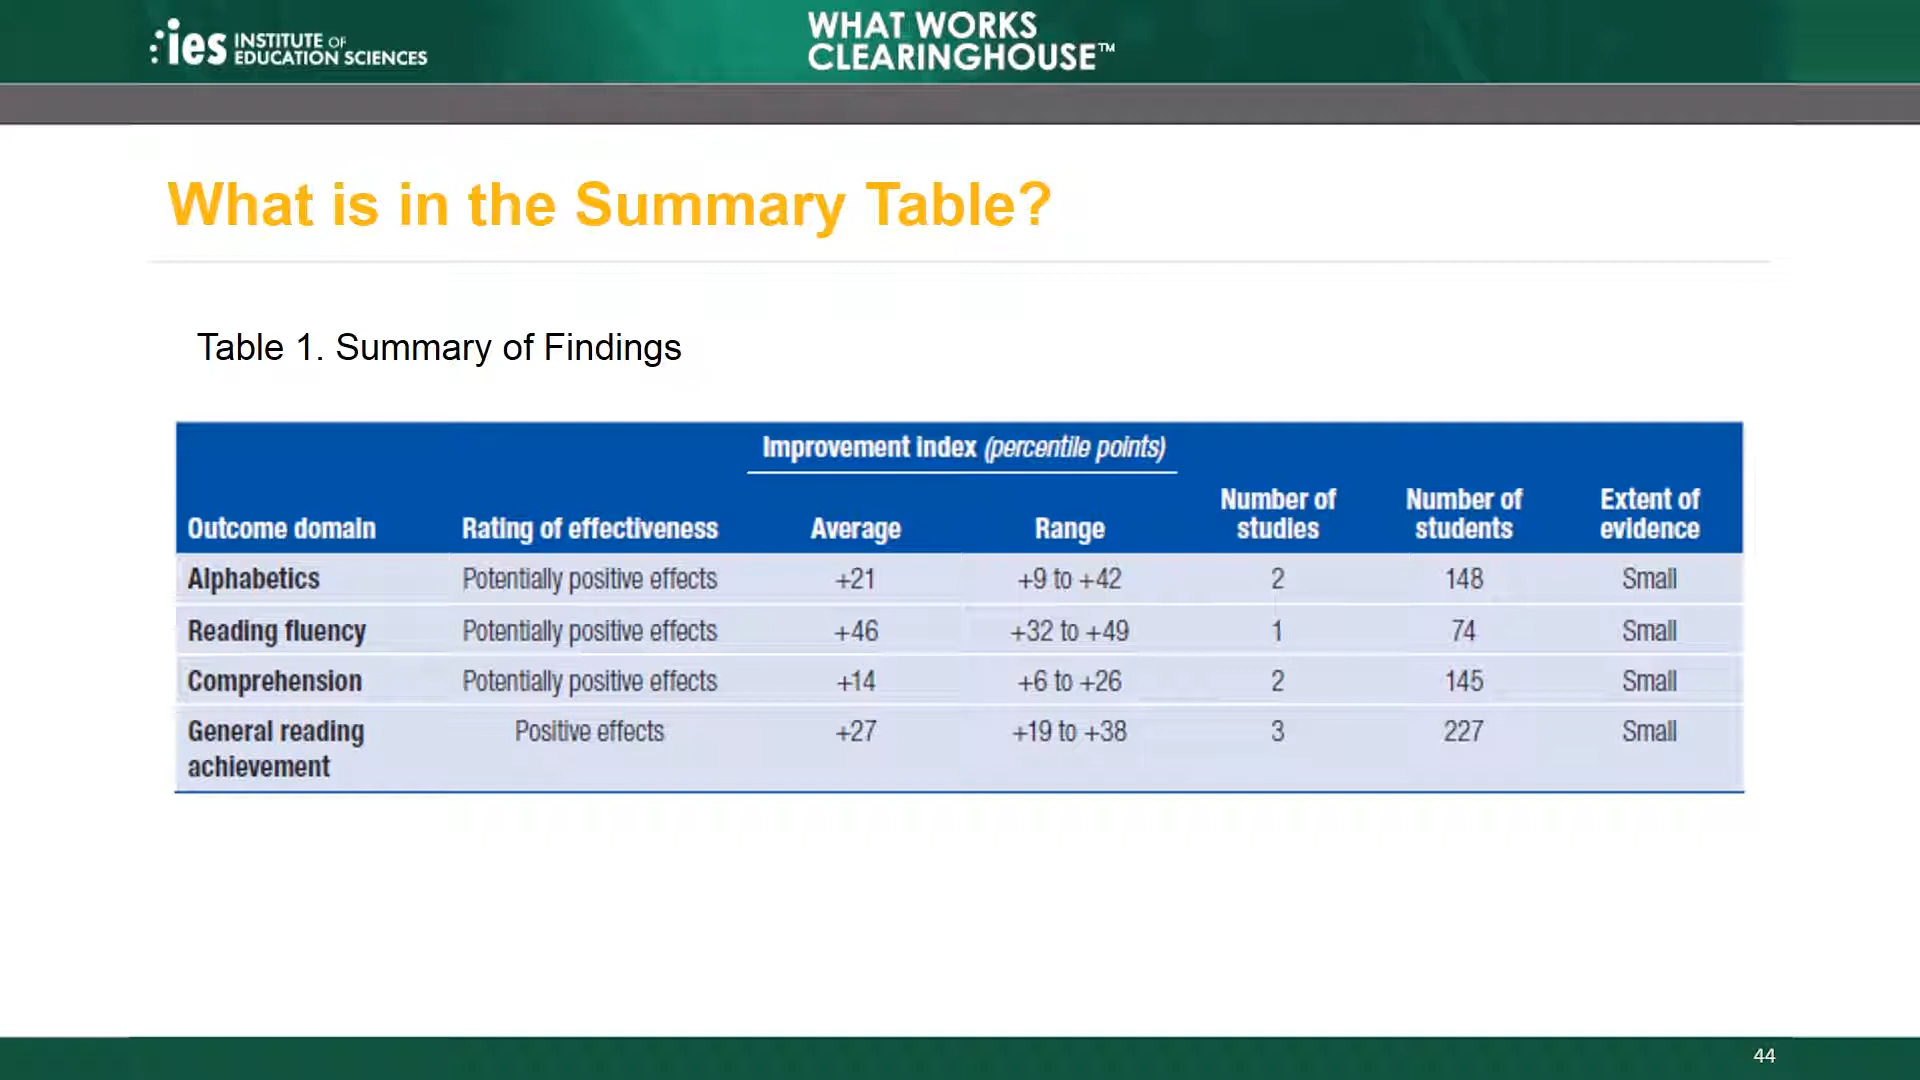 ies INSTITUTE OF
EDUCATION SCIENCES
WHAT WORKS
CLEARINGHOUSE™
What is in the Summary Table?
Table 1. Summary of Findings
Improvement index (percentile points)
Outcome domain Rating of effectiveness Average Range Number of studies Number of students Extent of evidence
Alphabetics Potentially positive effects +21 +9 to +42 2 148 Small
Reading fluency Potentially positive effects +46 +32 to +49 1 74 Small
Comprehension Potentially positive effects +14 +6 to +26 2 145 Small
General reading Positive effects +27 +19 to +38 3 227 Small
achievement
44